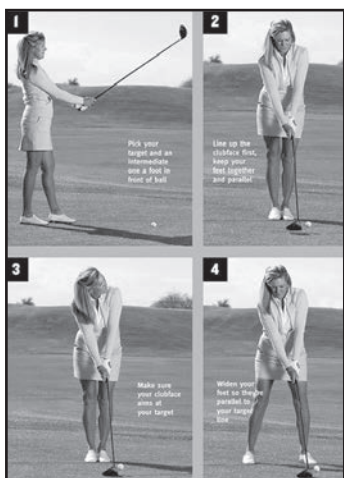 1
Pick your
target and an
intermediate
one a foot in
front of ball
2
Line up the
clubface first,
keep your
feet together
and parallel
3
Make sure
your clubface
aims at
your target
4
Widen your
feet so they're
parallel to
your target
line